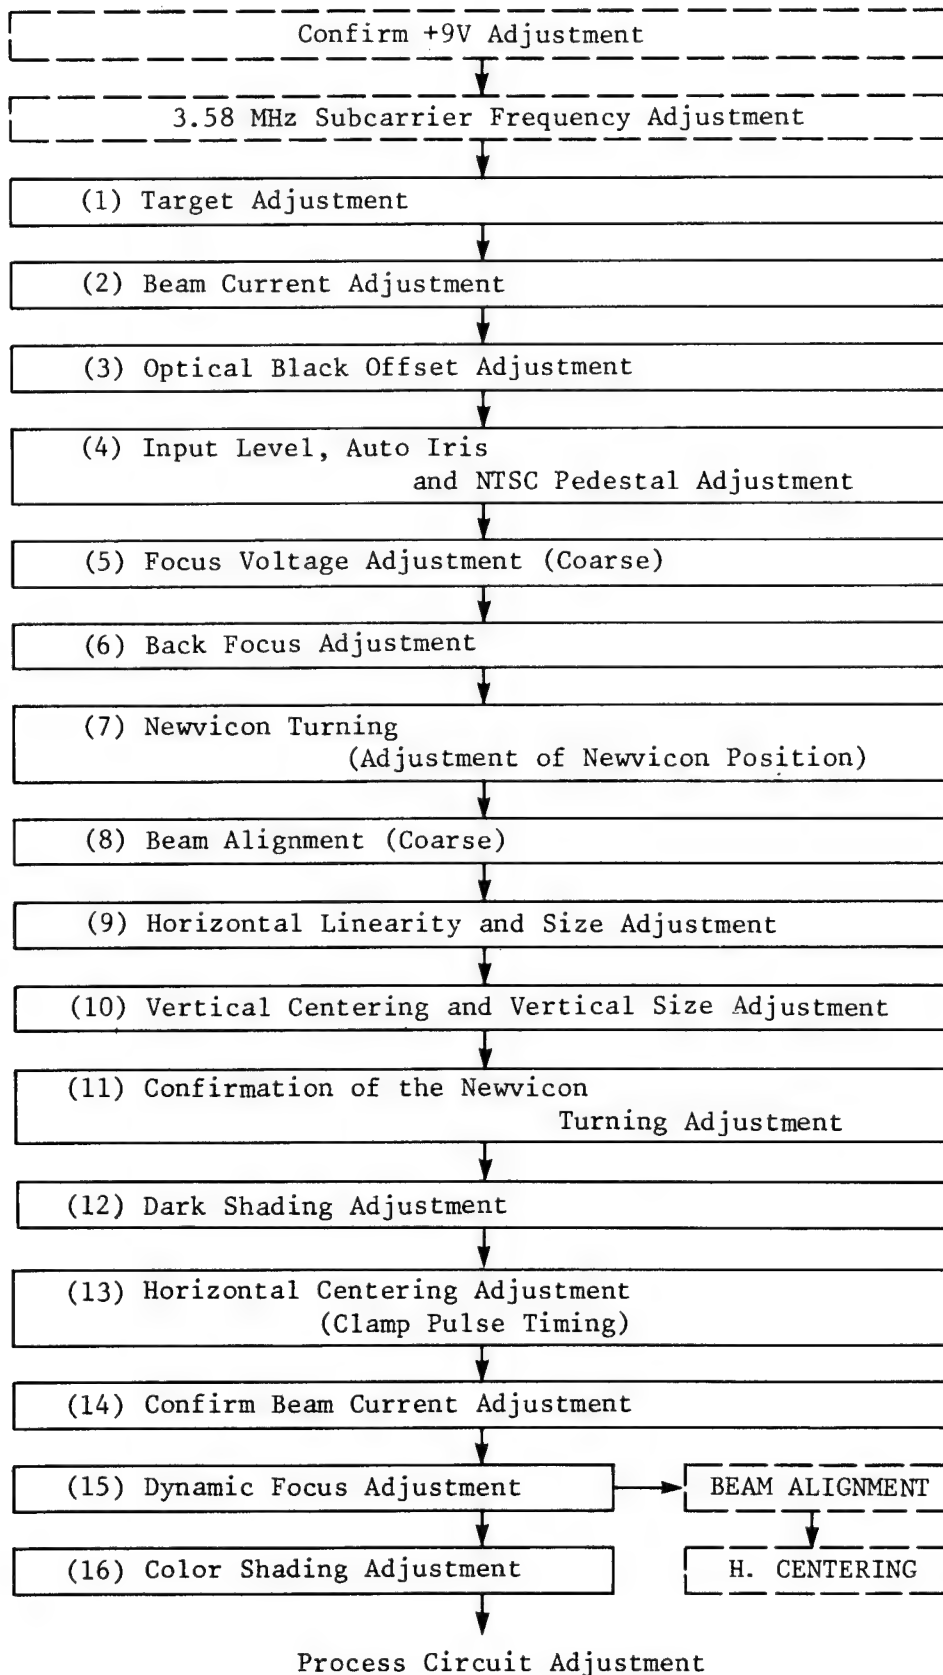 Confirm +9V Adjustment
3.58 MHz Subcarrier Frequency Adjustment
(1) Target Adjustment
(2) Beam Current Adjustment
(3) Optical Black Offset Adjustment
(4) Input Level, Auto Iris
and NTSC Pedestal Adjustment
(5) Focus Voltage Adjustment (Coarse)
(6) Back Focus Adjustment
(7) Newvicon Turning
(Adjustment of Newvicon Position)
(8) Beam Alignment (Coarse)
(9) Horizontal Linearity and Size Adjustment
(10) Vertical Centering and Vertical Size Adjustment
(11) Confirmation of the Newvicon
Turning Adjustment
(12) Dark Shading Adjustment
(13) Horizontal Centering Adjustment
(Clamp Pulse Timing)
(14) Confirm Beam Current Adjustment
(15) Dynamic Focus Adjustment
BEAM ALIGNMENT
(16) Color Shading Adjustment
H. CENTERING
Process Circuit Adjustment